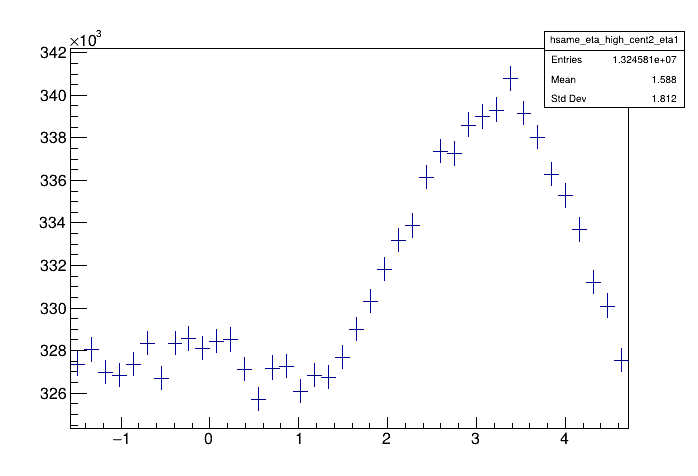 ×10³
hsame_eta_high_cent2_eta1
Entries 1.324581e+07
Mean 1.588
Std Dev 1.812
342
340
338
336
334
332
330
328
326
−1 0 1 2 3 4